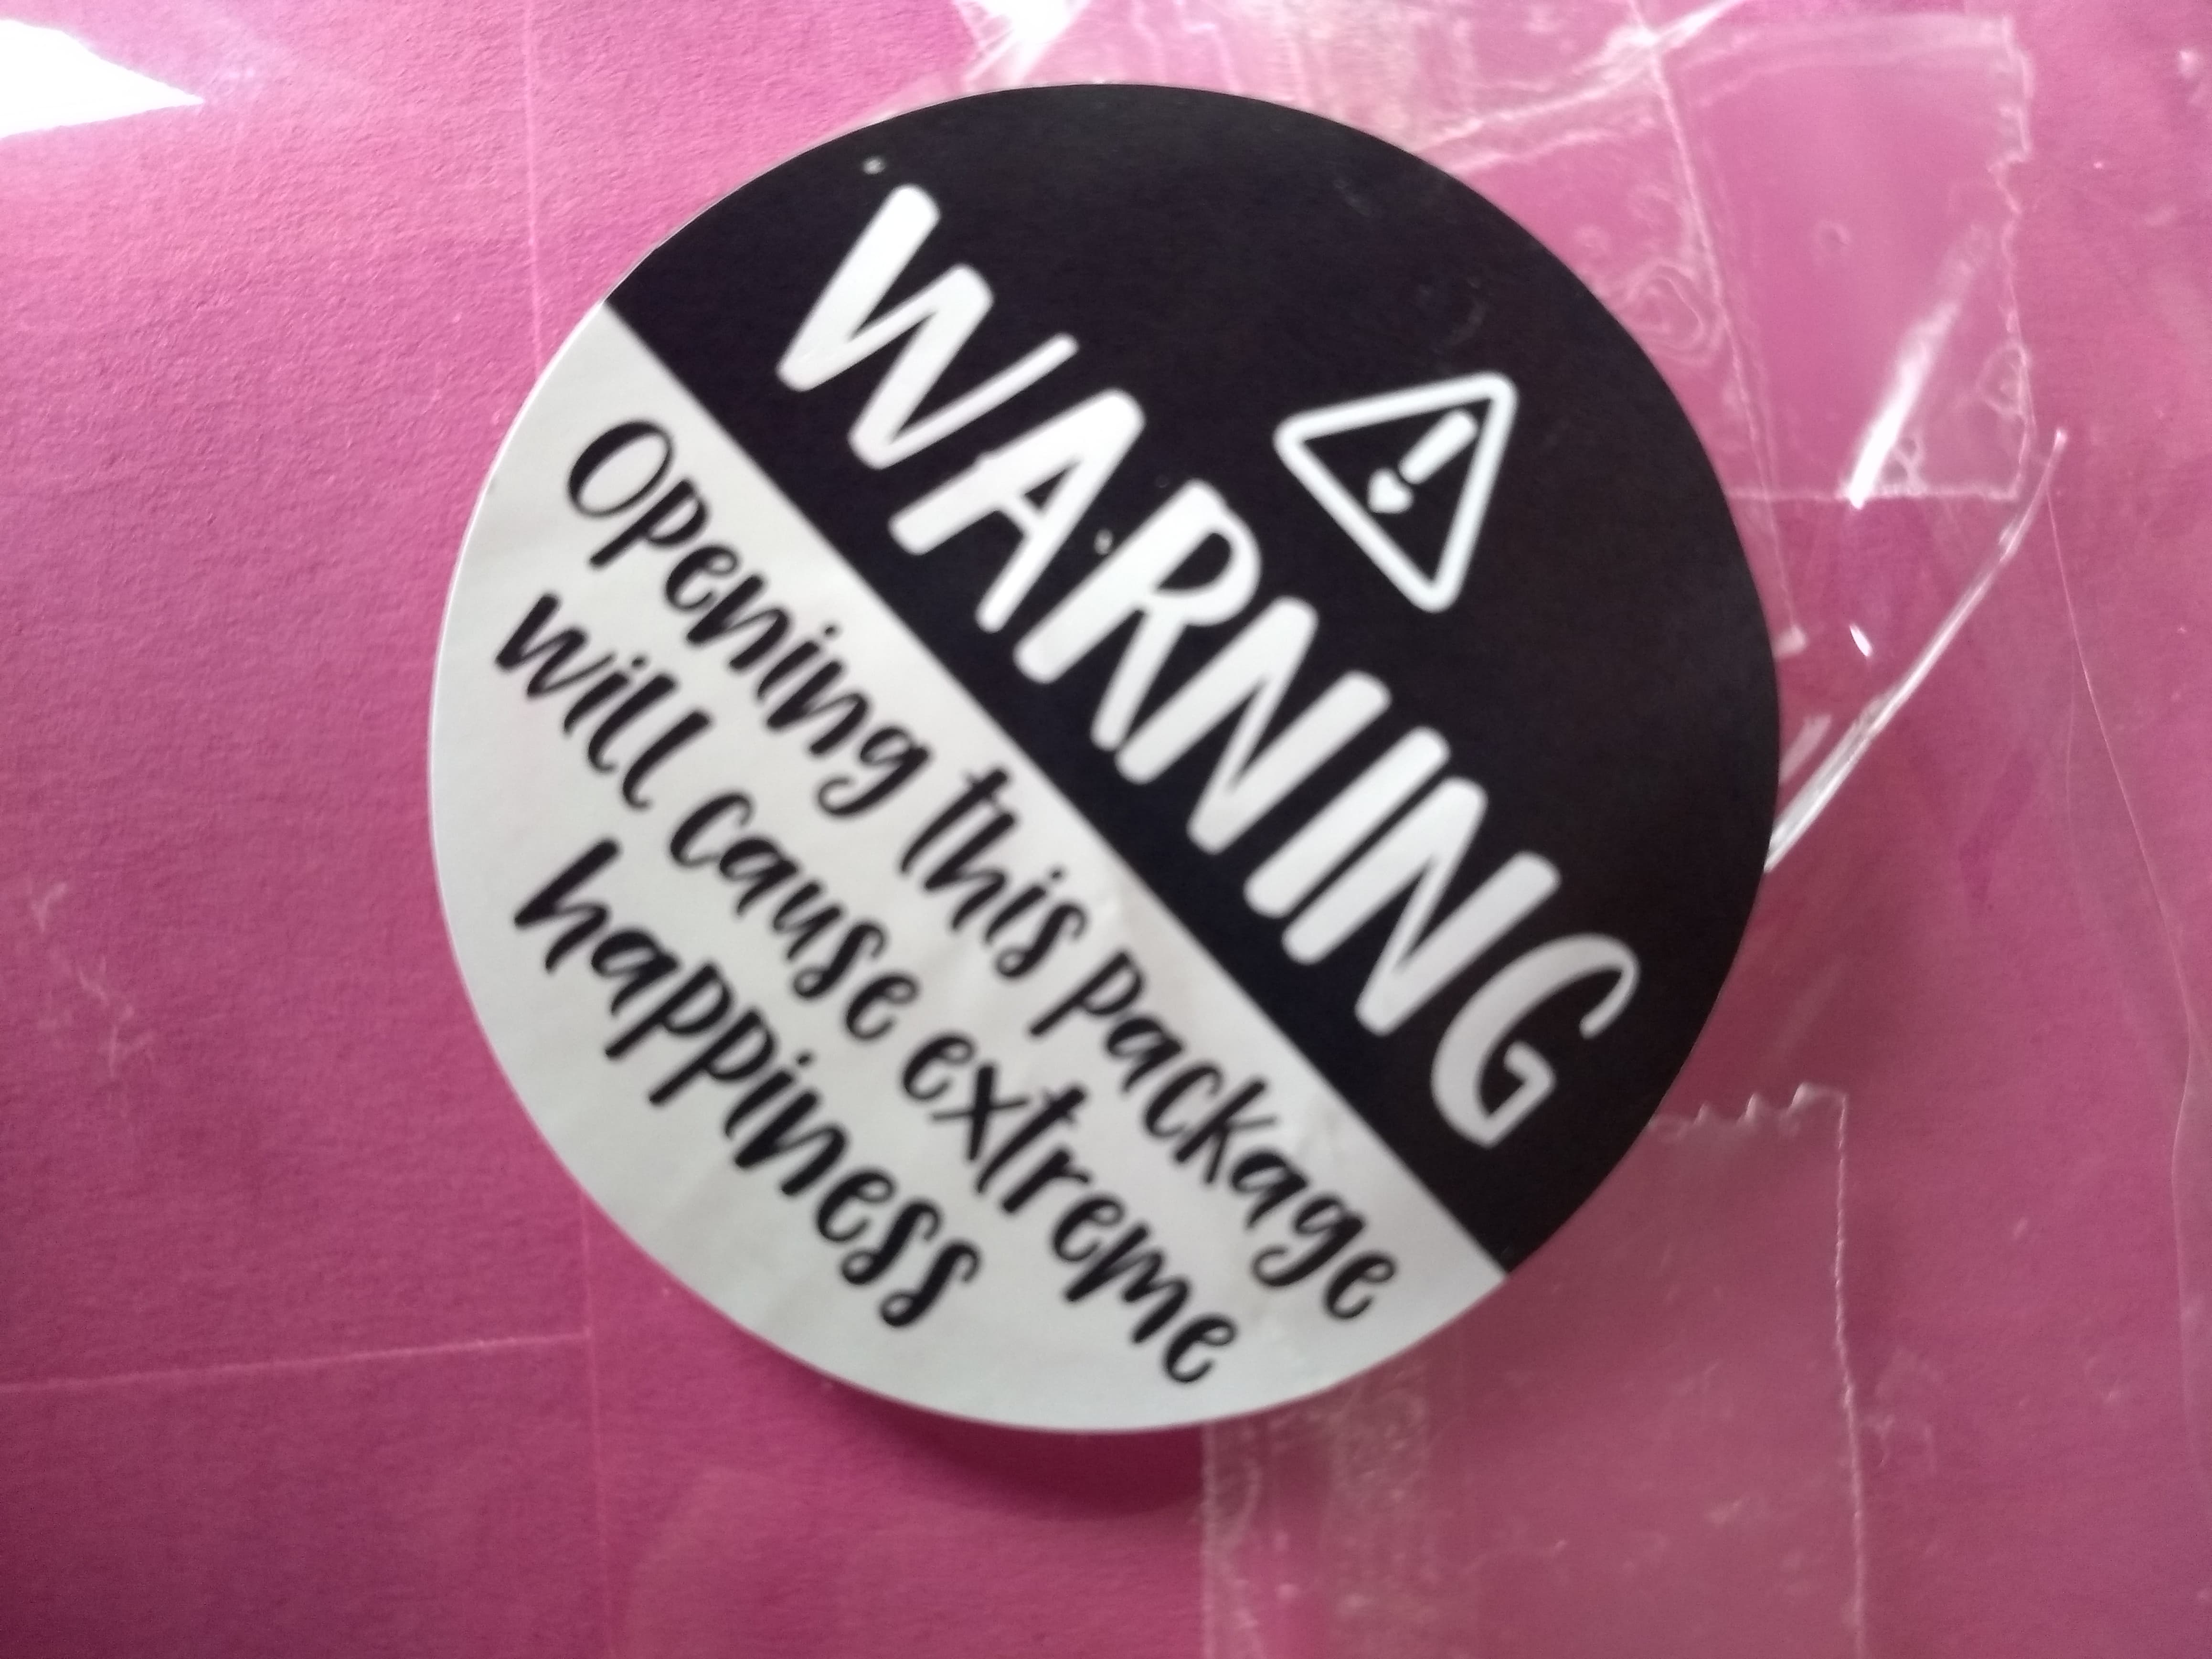 WARNING
Opening this package
will cause extreme
happiness